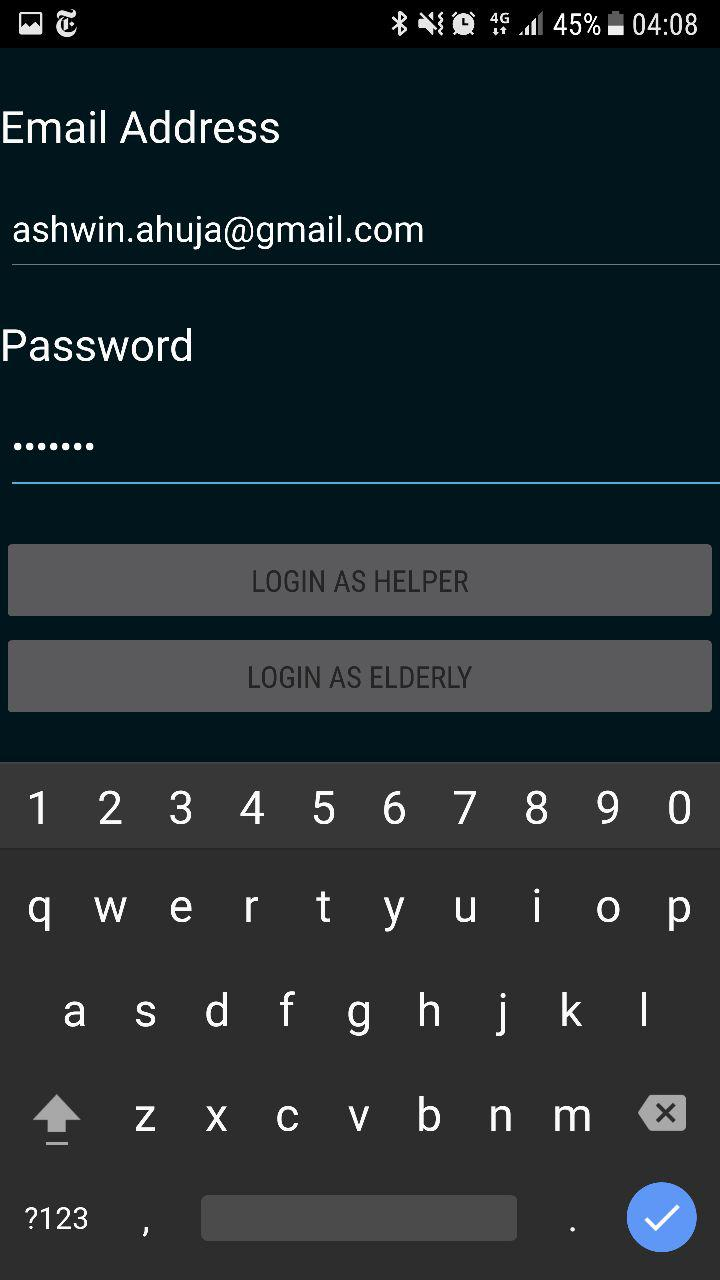 4G 45% 04:08
Email Address
ashwin.ahuja@gmail.com
Password
•••••••
LOGIN AS HELPER
LOGIN AS ELDERLY
1 2 3 4 5 6 7 8 9 0
q w e r t y u i o p
a s d f g h j k l
z x c v b n m
?123 , .